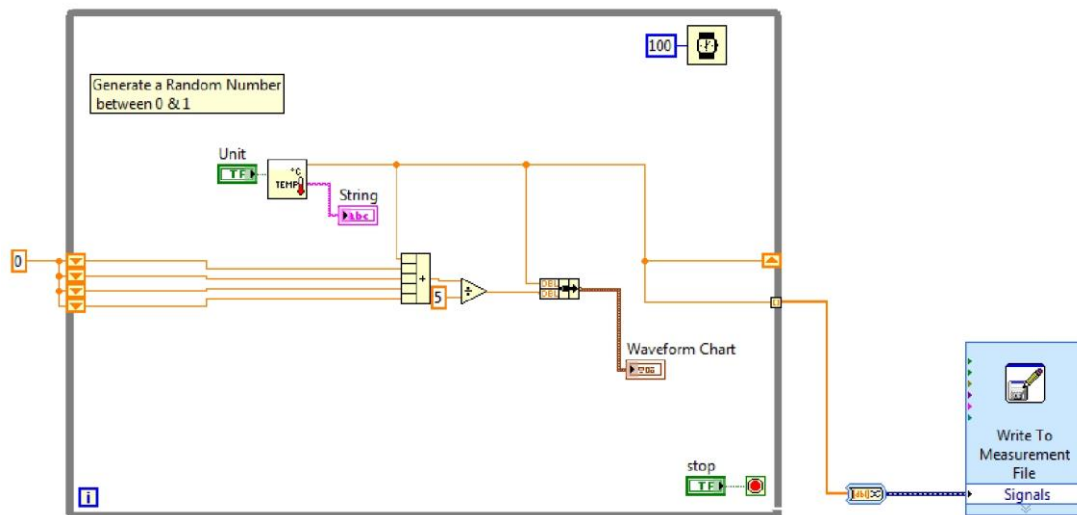 100
Generate a Random Number
between 0 & 1
Unit
TF
°C
TEMP
String
abc
0
+
5
÷
DBL
DBL
Waveform Chart
Write To
Measurement
File
Signals
stop
TF
i